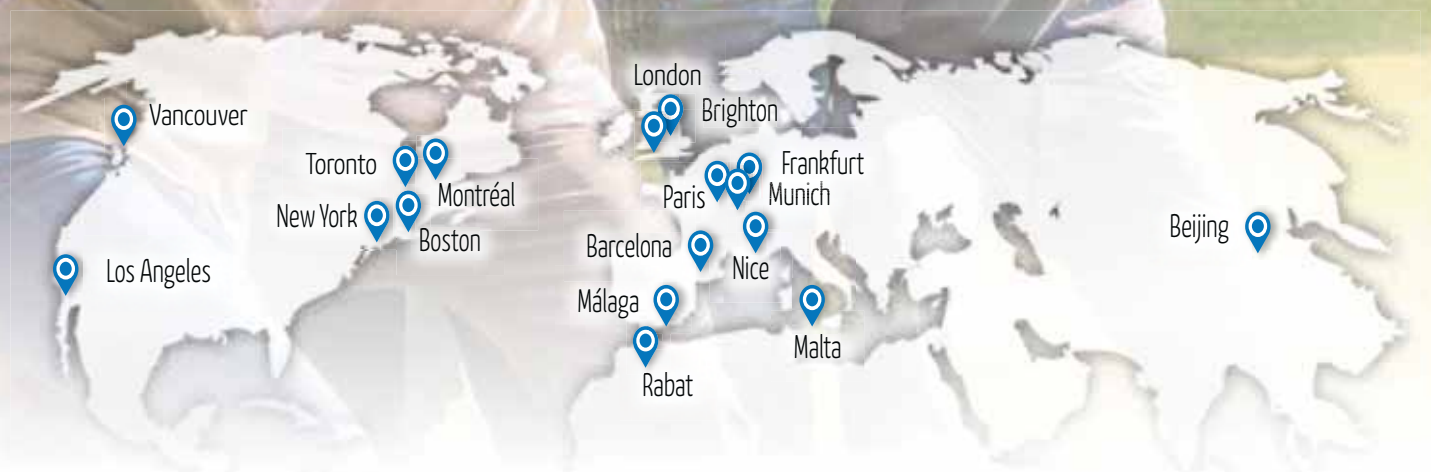 London
Brighton
Vancouver
Toronto
Montréal
Frankfurt
Paris
Munich
New York
Boston
Barcelona
Nice
Beijing
Los Angeles
Málaga
Malta
Rabat